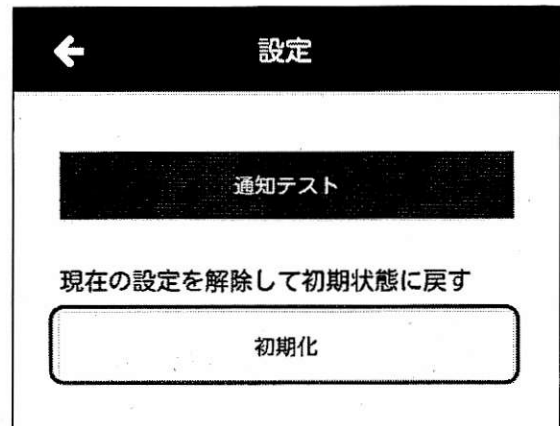 設定
通知テスト
現在の設定を解除して初期状態に戻す
初期化